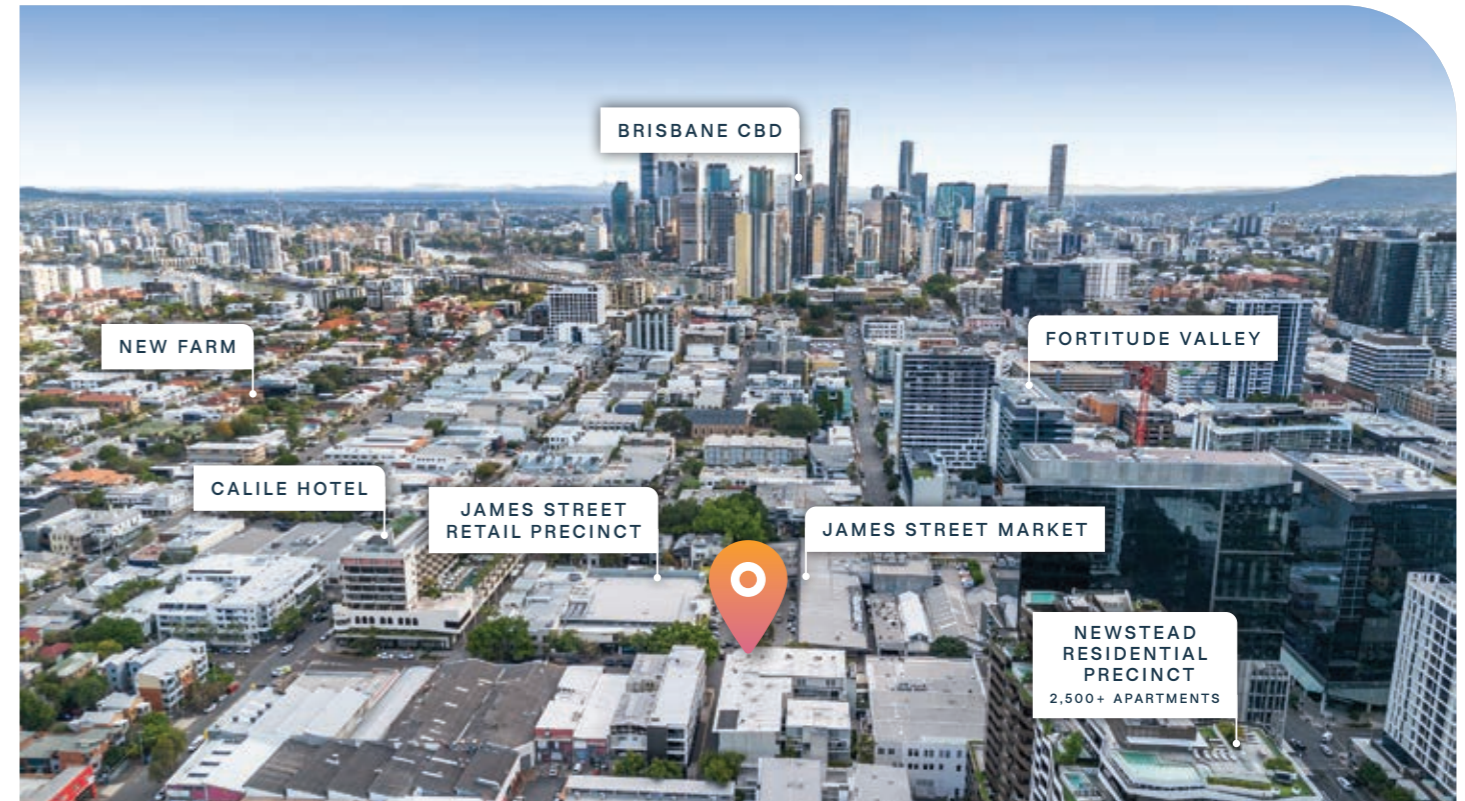 BRISBANE CBD
NEW FARM
FORTITUDE VALLEY
CALILE HOTEL
JAMES STREET
RETAIL PRECINCT
JAMES STREET MARKET
NEWSTEAD
RESIDENTIAL
PRECINCT
2,500+ APARTMENTS